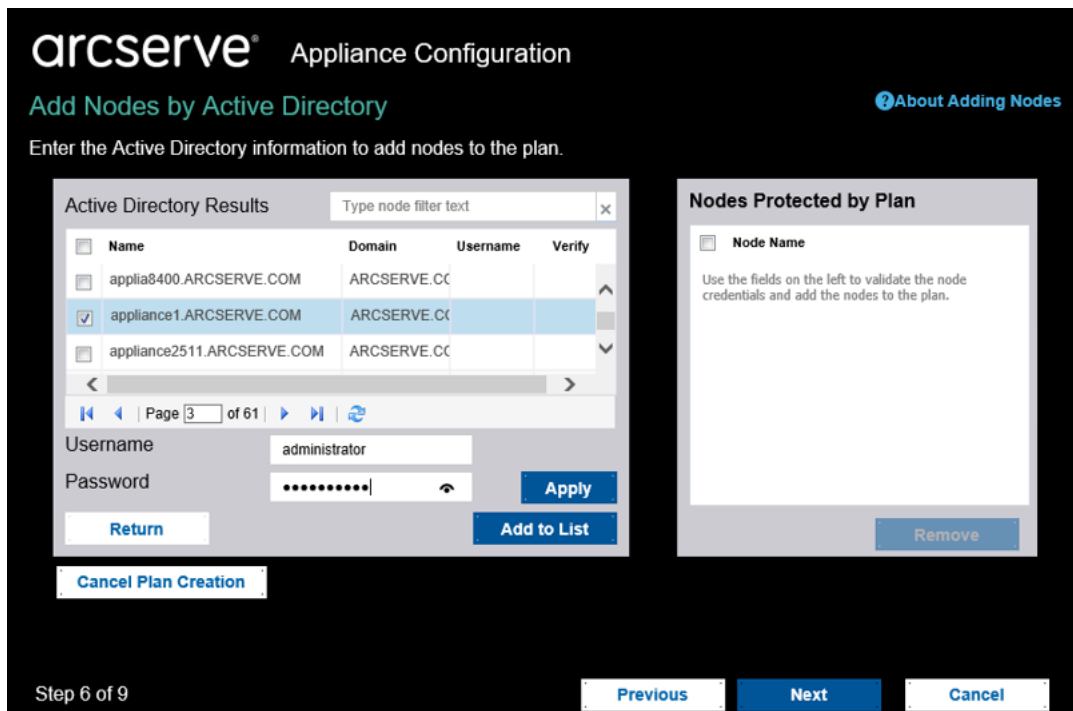 arcserve® Appliance Configuration
Add Nodes by Active Directory
?About Adding Nodes
Enter the Active Directory information to add nodes to the plan.
Active Directory Results
Type node filter text
×
Name Domain Username Verify
applia8400.ARCSERVE.COM ARCSERVE.CO
appliance1.ARCSERVE.COM ARCSERVE.CO
appliance2511.ARCSERVE.COM ARCSERVE.CO
Page 3 of 61
Username administrator
Password ••••••••••
Apply
Return
Add to List
Nodes Protected by Plan
Node Name
Use the fields on the left to validate the node
credentials and add the nodes to the plan.
Remove
Cancel Plan Creation
Step 6 of 9
Previous
Next
Cancel